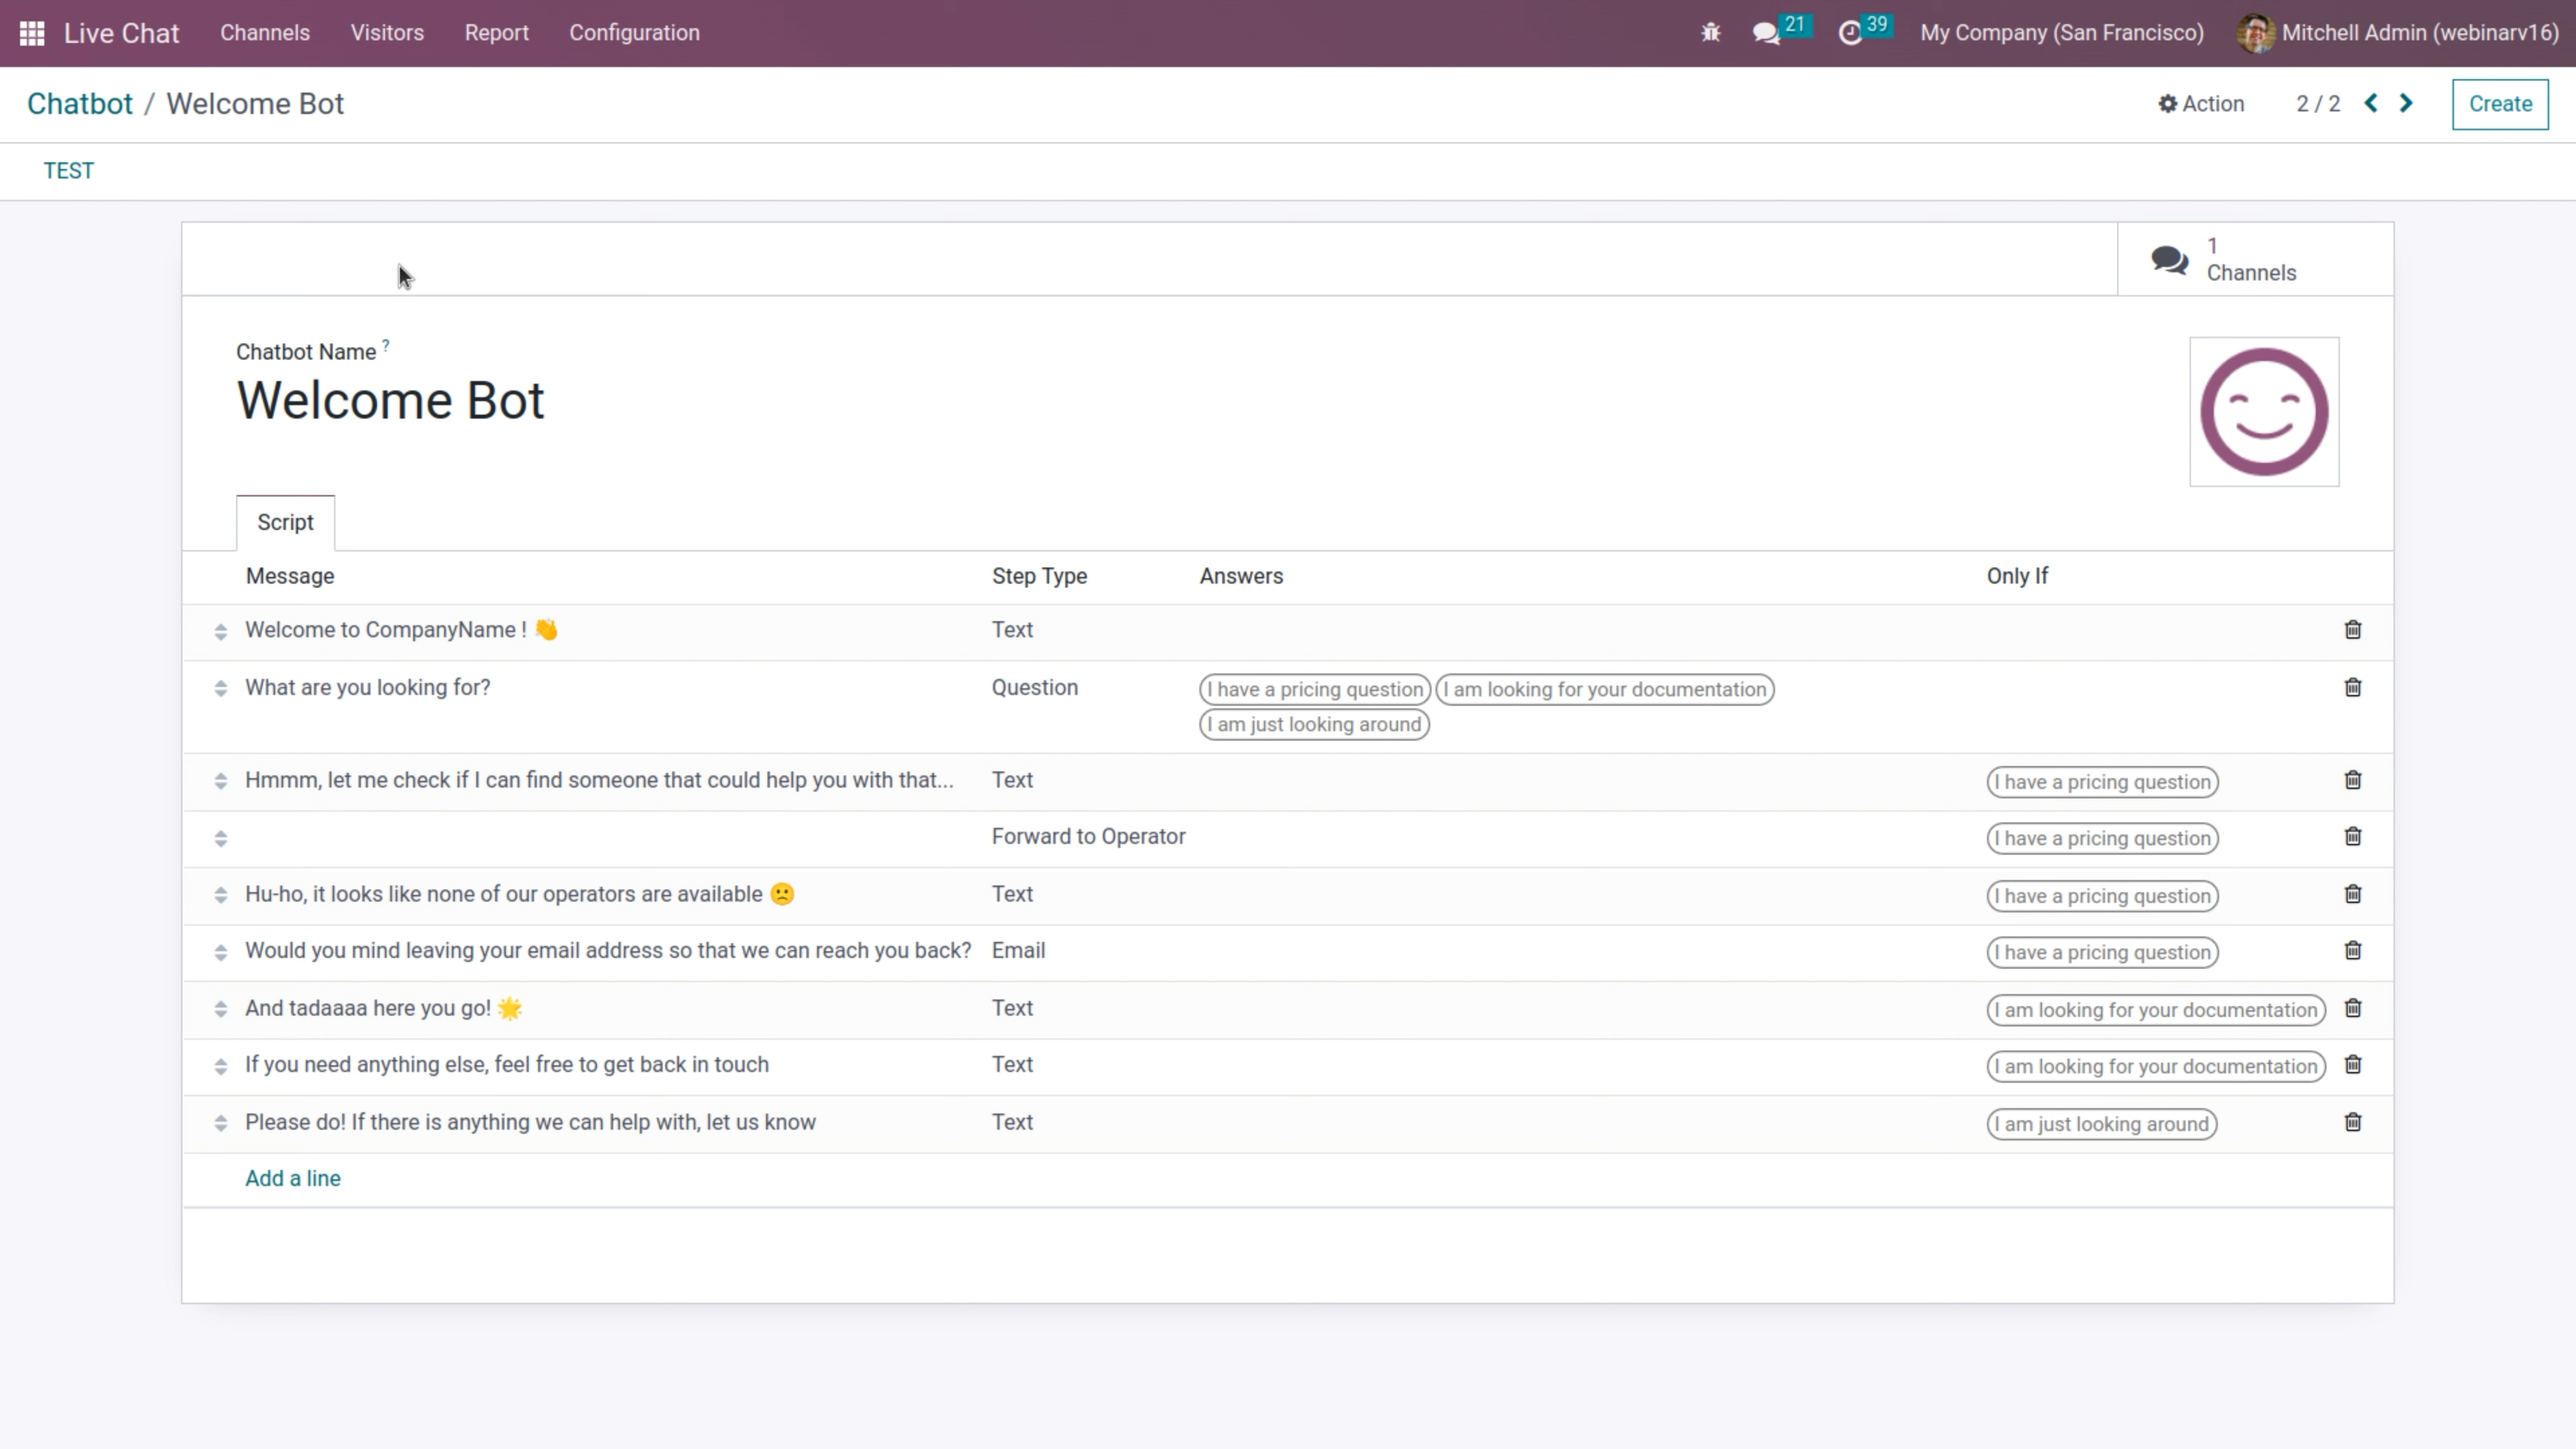 Live Chat Channels Visitors Report Configuration 21 39 My Company (San Francisco) Mitchell Admin (webinarv16)
Chatbot / Welcome Bot Action 2 / 2 Create
TEST
1
Channels
Chatbot Name ?
Welcome Bot
Script
Message Step Type Answers Only If
Welcome to CompanyName ! 👋 Text
What are you looking for? Question I have a pricing question I am looking for your documentation
I am just looking around
Hmmm, let me check if I can find someone that could help you with that... Text I have a pricing question
Forward to Operator I have a pricing question
Hu-ho, it looks like none of our operators are available 🙁 Text I have a pricing question
Would you mind leaving your email address so that we can reach you back? Email I have a pricing question
And tadaaaa here you go! 🌟 Text I am looking for your documentation
If you need anything else, feel free to get back in touch Text I am looking for your documentation
Please do! If there is anything we can help with, let us know Text I am just looking around
Add a line